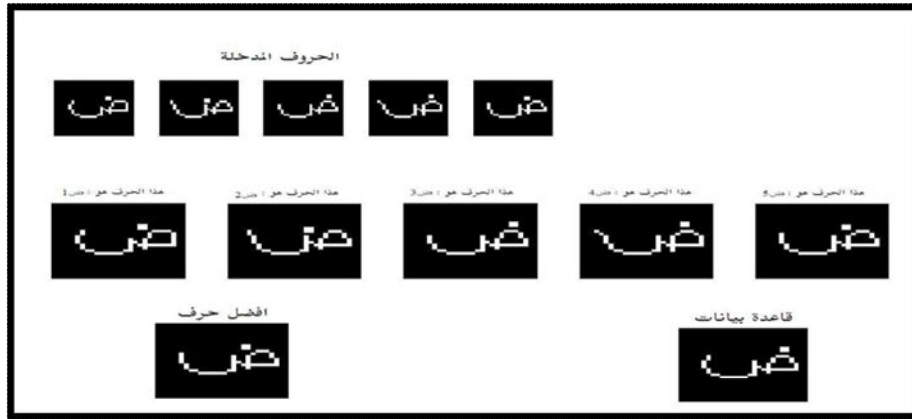 الحروف المدخلة
ض ض ض ض ض
هذا الحرف هو : ض1 هذا الحرف هو : ض2 هذا الحرف هو : ض3 هذا الحرف هو : ض4 هذا الحرف هو : ض5
ض ض ض ض ض
افضل حرف قاعدة بيانات
ض ض